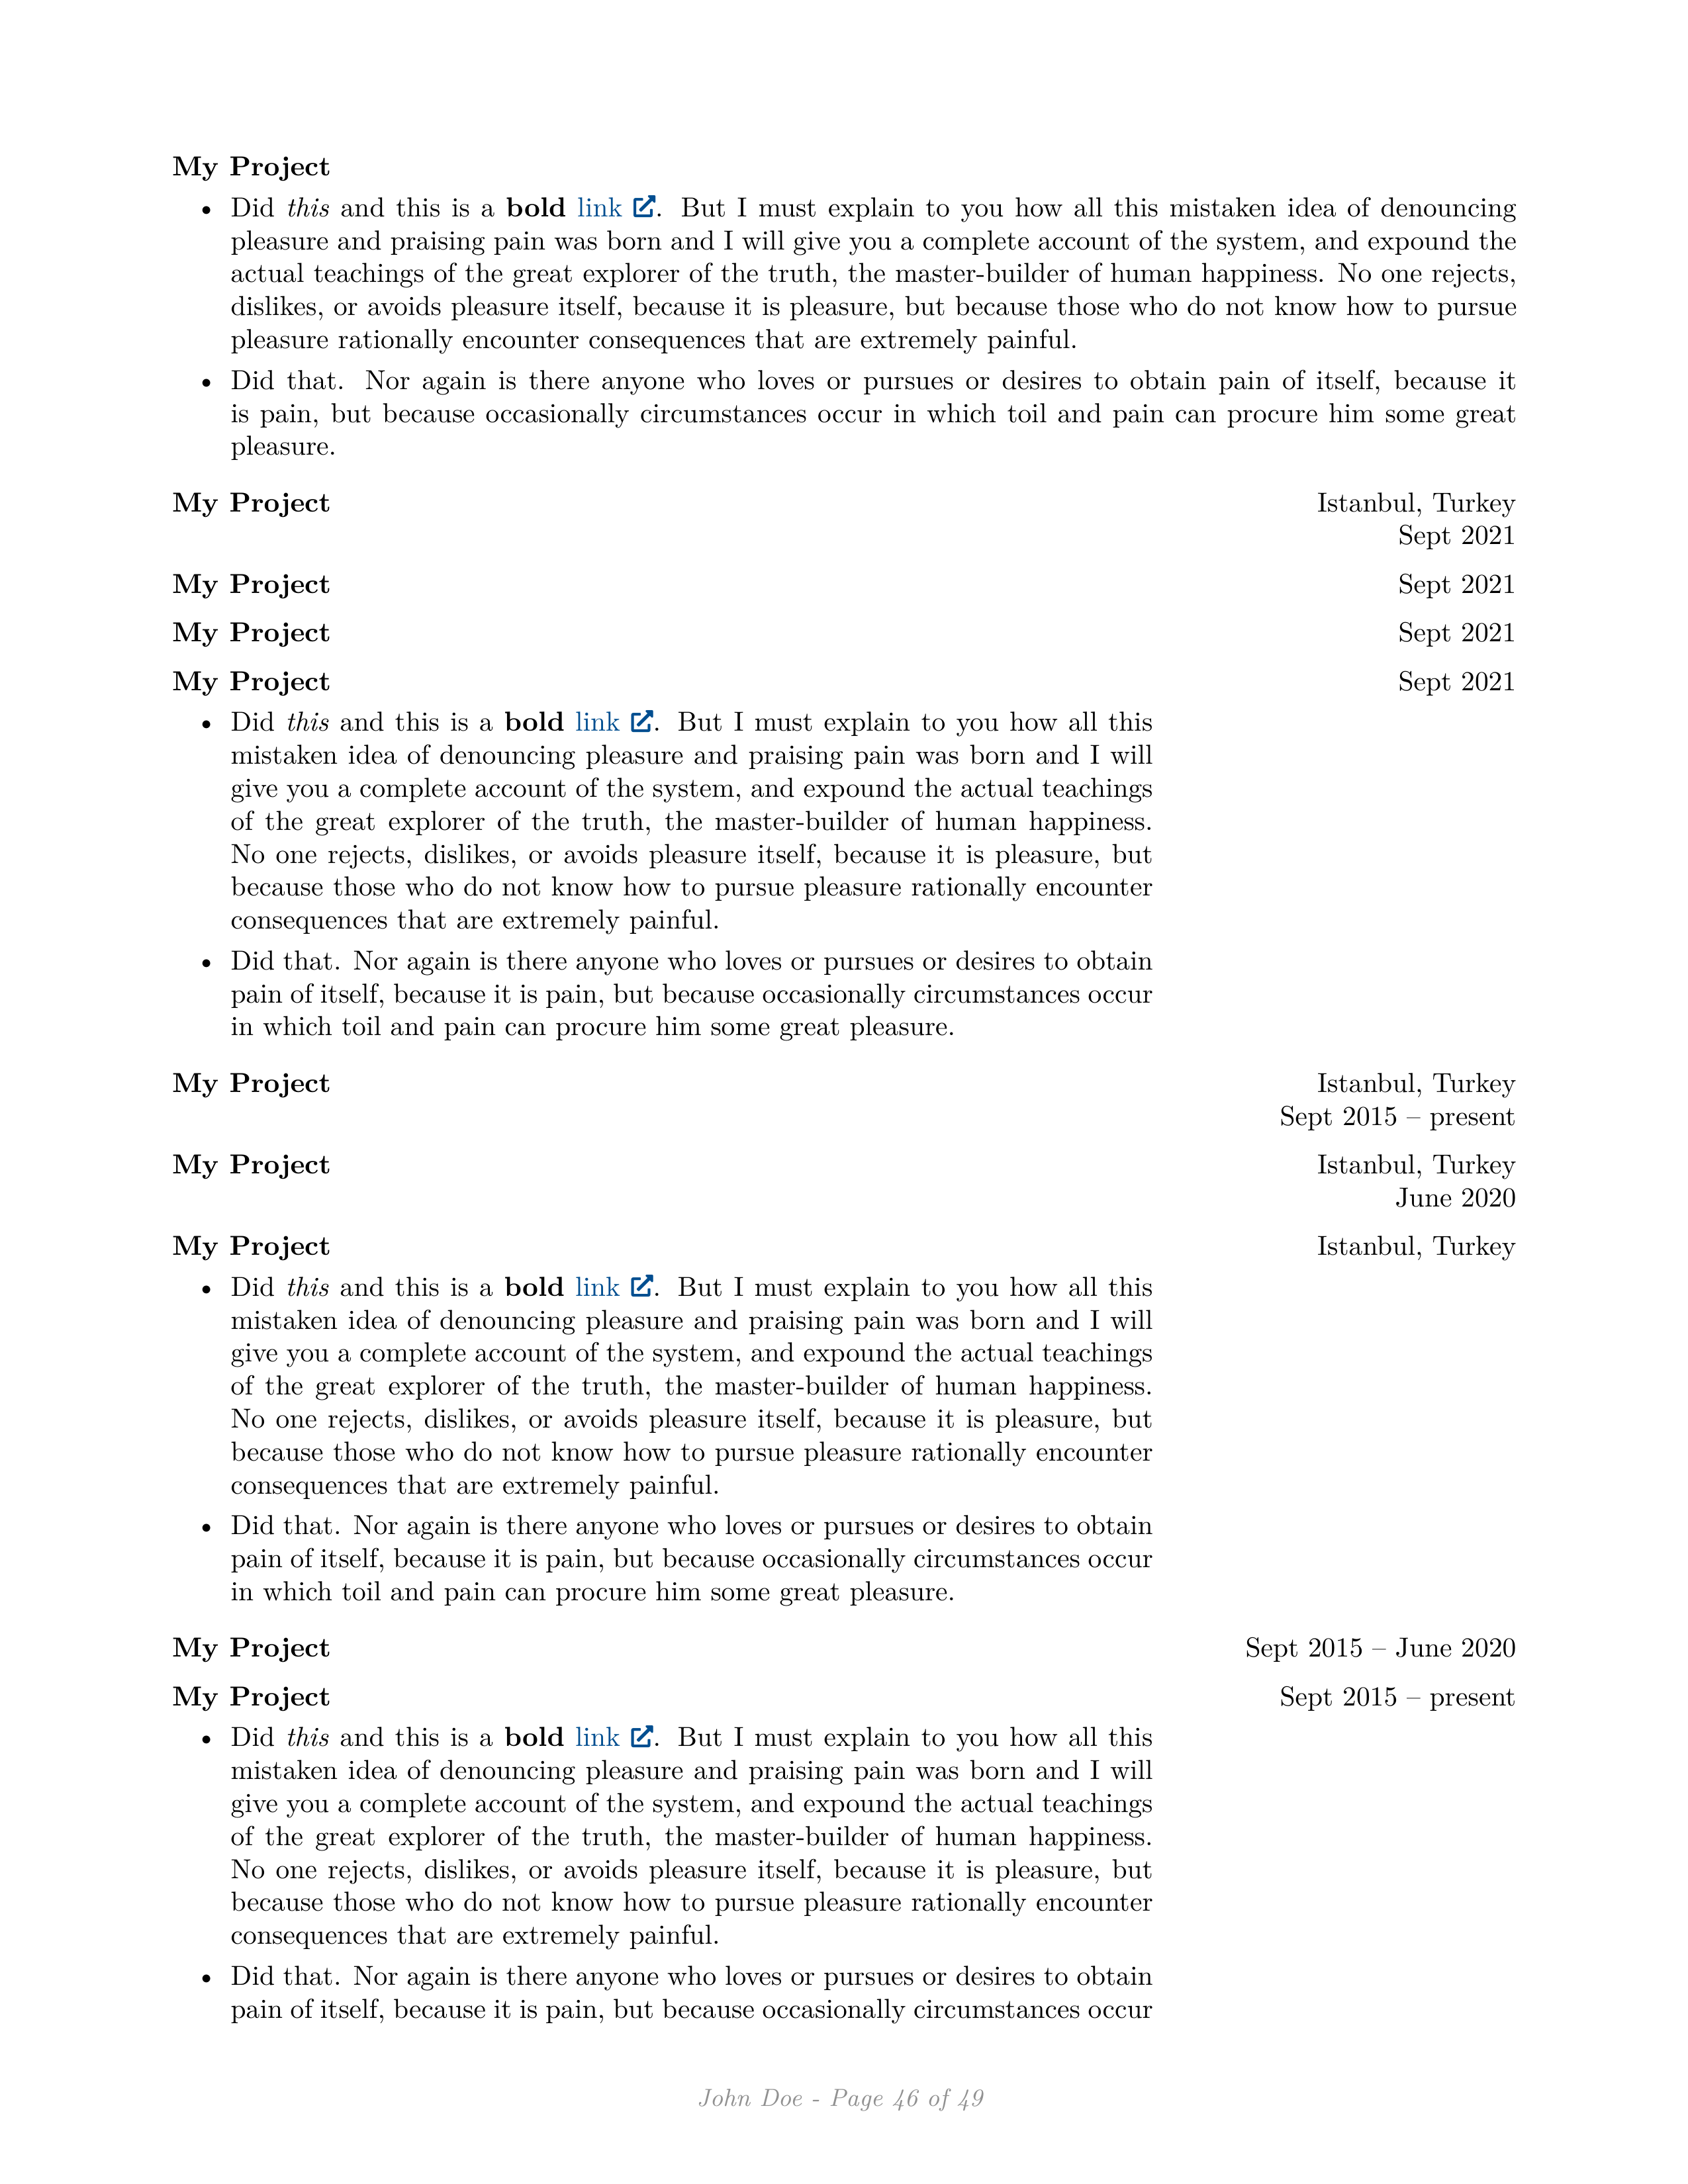 My Project
• Did this and this is a bold link. But I must explain to you how all this mistaken idea of denouncing
pleasure and praising pain was born and I will give you a complete account of the system, and expound the
actual teachings of the great explorer of the truth, the master-builder of human happiness. No one rejects,
dislikes, or avoids pleasure itself, because it is pleasure, but because those who do not know how to pursue
pleasure rationally encounter consequences that are extremely painful.
• Did that. Nor again is there anyone who loves or pursues or desires to obtain pain of itself, because it
is pain, but because occasionally circumstances occur in which toil and pain can procure him some great
pleasure.
My Project Istanbul, Turkey
Sept 2021
My Project Sept 2021
My Project Sept 2021
My Project Sept 2021
• Did this and this is a bold link. But I must explain to you how all this
mistaken idea of denouncing pleasure and praising pain was born and I will
give you a complete account of the system, and expound the actual teachings
of the great explorer of the truth, the master-builder of human happiness.
No one rejects, dislikes, or avoids pleasure itself, because it is pleasure, but
because those who do not know how to pursue pleasure rationally encounter
consequences that are extremely painful.
• Did that. Nor again is there anyone who loves or pursues or desires to obtain
pain of itself, because it is pain, but because occasionally circumstances occur
in which toil and pain can procure him some great pleasure.
My Project Istanbul, Turkey
Sept 2015 – present
My Project Istanbul, Turkey
June 2020
My Project Istanbul, Turkey
• Did this and this is a bold link. But I must explain to you how all this
mistaken idea of denouncing pleasure and praising pain was born and I will
give you a complete account of the system, and expound the actual teachings
of the great explorer of the truth, the master-builder of human happiness.
No one rejects, dislikes, or avoids pleasure itself, because it is pleasure, but
because those who do not know how to pursue pleasure rationally encounter
consequences that are extremely painful.
• Did that. Nor again is there anyone who loves or pursues or desires to obtain
pain of itself, because it is pain, but because occasionally circumstances occur
in which toil and pain can procure him some great pleasure.
My Project Sept 2015 – June 2020
My Project Sept 2015 – present
• Did this and this is a bold link. But I must explain to you how all this
mistaken idea of denouncing pleasure and praising pain was born and I will
give you a complete account of the system, and expound the actual teachings
of the great explorer of the truth, the master-builder of human happiness.
No one rejects, dislikes, or avoids pleasure itself, because it is pleasure, but
because those who do not know how to pursue pleasure rationally encounter
consequences that are extremely painful.
• Did that. Nor again is there anyone who loves or pursues or desires to obtain
pain of itself, because it is pain, but because occasionally circumstances occur
John Doe - Page 46 of 49